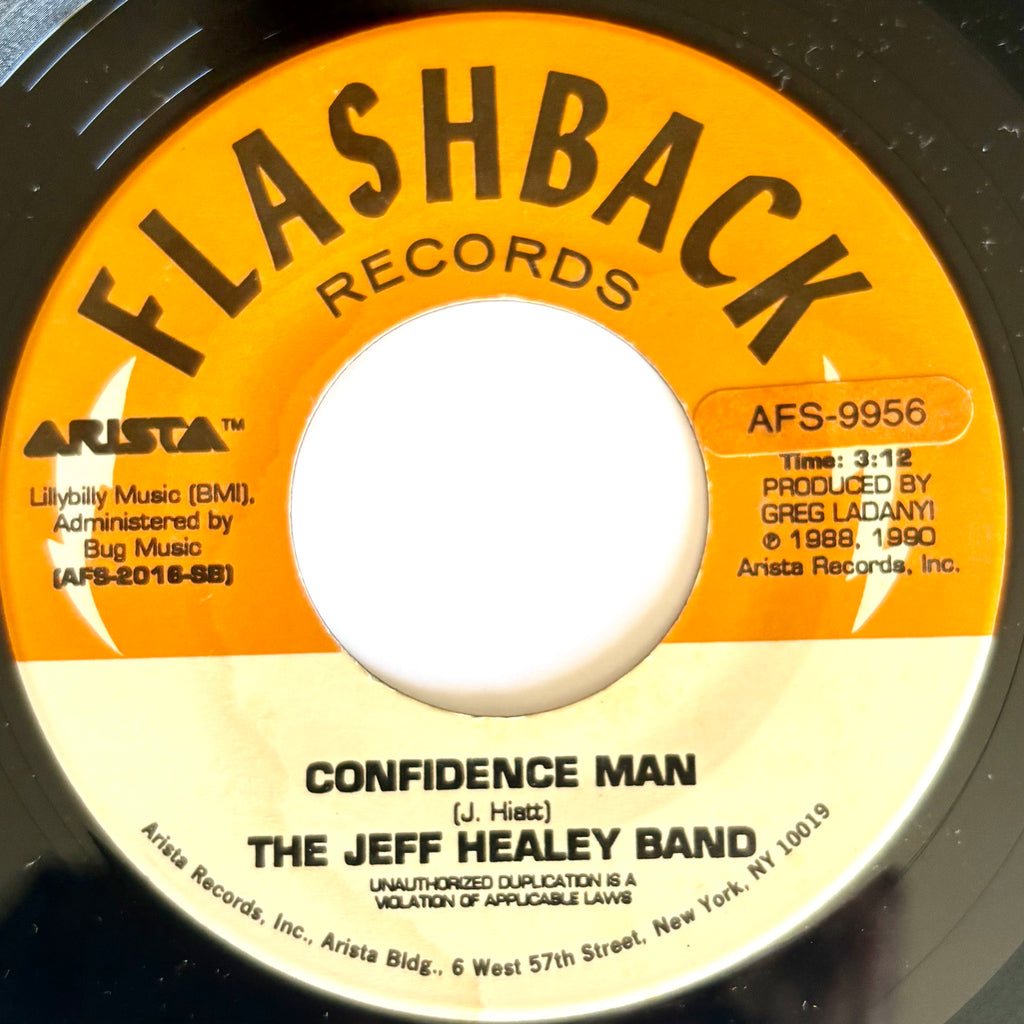 FLASHBACK
RECORDS
ARISTA™
Lillybilly Music (BMI),
Administered by
Bug Music
(AFS-2016-SB)
AFS-9956
Time: 3:12
PRODUCED BY
GREG LADANYI
℗ 1988, 1990
Arista Records, Inc.
CONFIDENCE MAN
(J. Hiatt)
THE JEFF HEALEY BAND
UNAUTHORIZED DUPLICATION IS A
VIOLATION OF APPLICABLE LAWS
Arista Records, Inc., Arista Bldg., 6 West 57th Street, New York, NY 10019